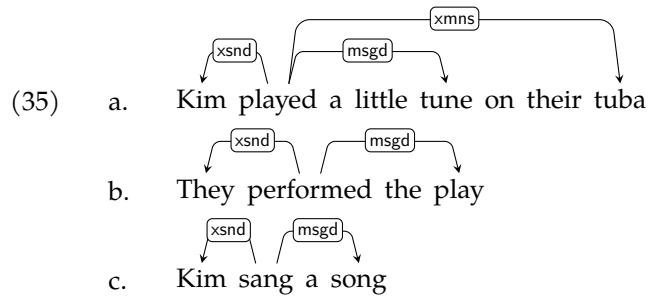 xmns
xsnd msgd
(35) a. Kim played a little tune on their tuba
xsnd msgd
b. They performed the play
xsnd msgd
c. Kim sang a song